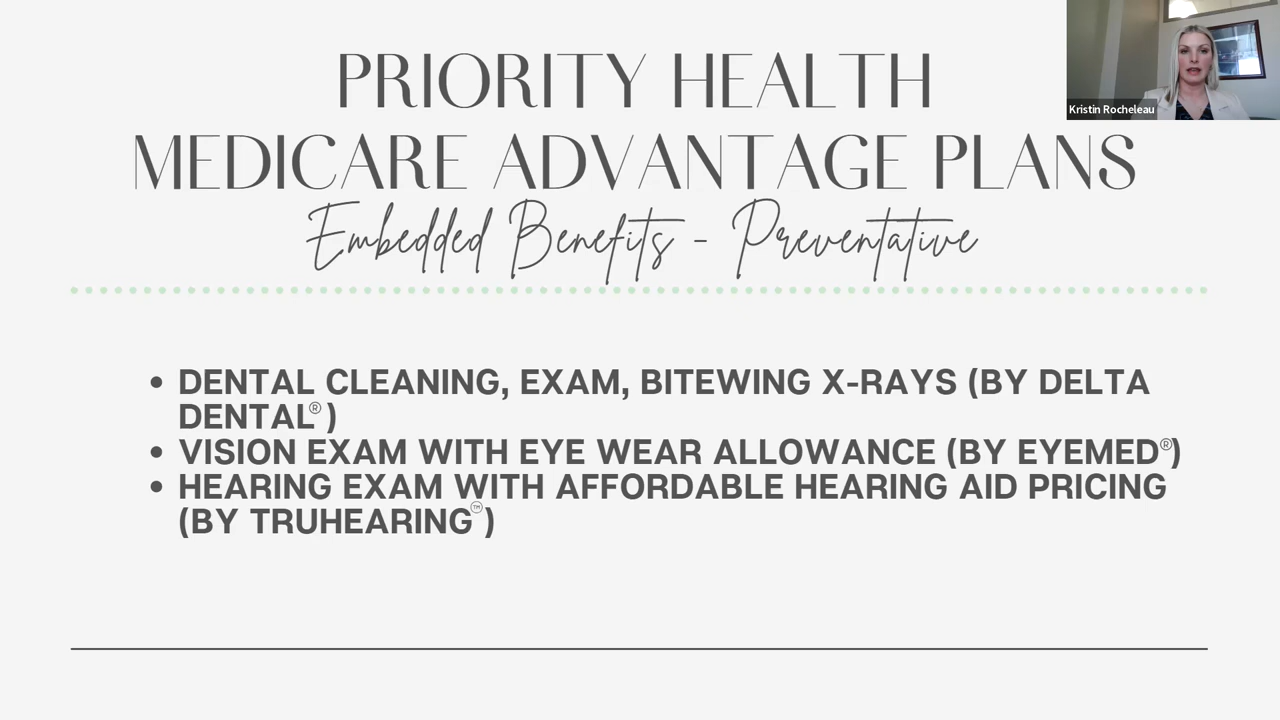 PRIORITY HEALTH
MEDICARE ADVANTAGE PLANS
Embedded Benefits - Preventative
Kristin Rocheleau
• DENTAL CLEANING, EXAM, BITEWING X-RAYS (BY DELTA
DENTAL®)
• VISION EXAM WITH EYE WEAR ALLOWANCE (BY EYEMED®)
• HEARING EXAM WITH AFFORDABLE HEARING AID PRICING
(BY TRUHEARING™)